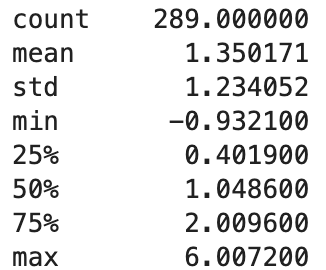 count 289.000000
mean 1.350171
std 1.234052
min -0.932100
25% 0.401900
50% 1.048600
75% 2.009600
max 6.007200